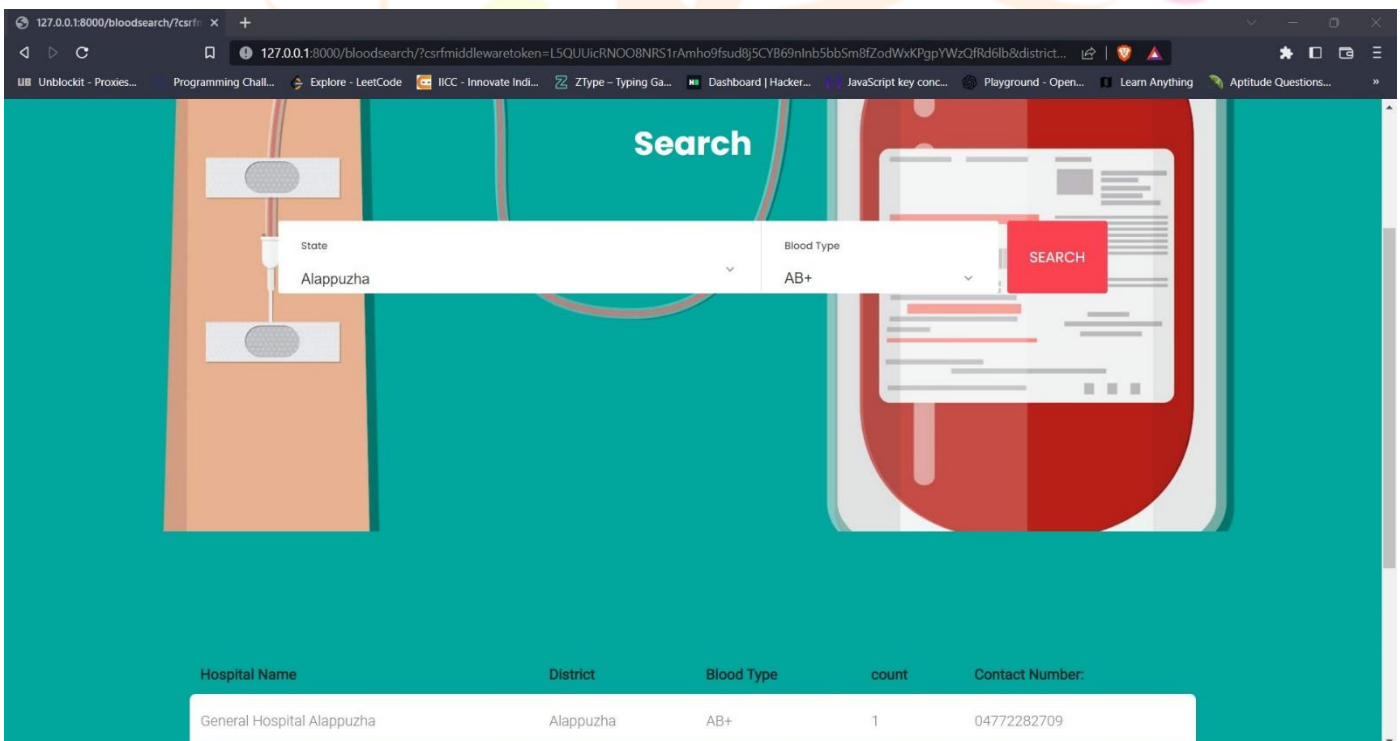 127.0.0.1:8000/bloodsearch/?csrfn
127.0.0.1:8000/bloodsearch/?csrfmiddlewaretoken=L5QUUicRNOO8NRS1rAmho9fsud8j5CYB69nInb5bbSm8fZodWxKPgpYWzQfRd6lb&district...
UB Unblockit - Proxies... Programming Chall... Explore - LeetCode IICC - Innovate Indi... ZType – Typing Ga... Dashboard | Hacker... JavaScript key conc... Playground - Open... Learn Anything Aptitude Questions... »
Search
State Blood Type
SEARCH
Alappuzha AB+
Hospital Name District Blood Type count Contact Number:
General Hospital Alappuzha Alappuzha AB+ 1 04772282709